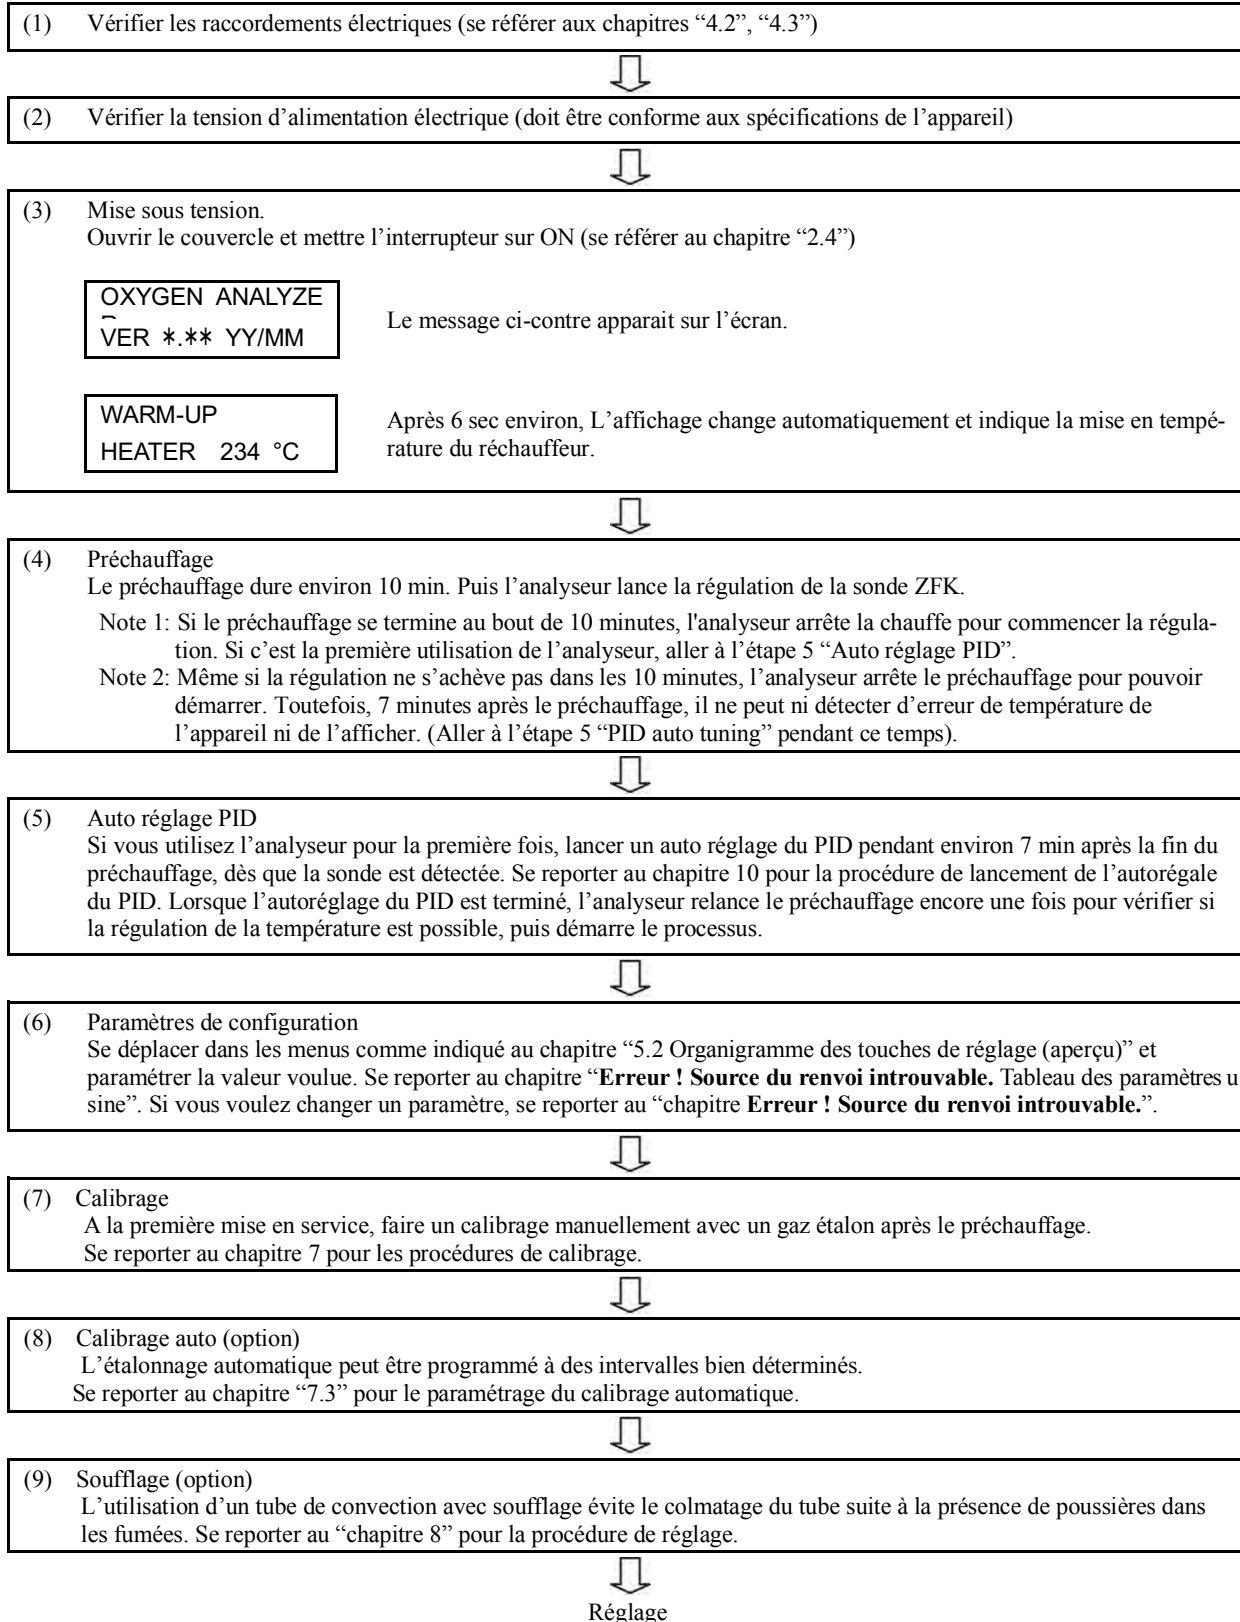 (1) Vérifier les raccordements électriques (se référer aux chapitres “4.2”, “4.3”)
(2) Vérifier la tension d’alimentation électrique (doit être conforme aux spécifications de l’appareil)
(3) Mise sous tension.
Ouvrir le couvercle et mettre l’interrupteur sur ON (se référer au chapitre “2.4”)
OXYGEN ANALYZE
VER *.** YY/MM
Le message ci-contre apparait sur l’écran.
WARM-UP
HEATER 234 °C
Après 6 sec environ, L’affichage change automatiquement et indique la mise en tempé-
rature du réchauffeur.
(4) Préchauffage
Le préchauffage dure environ 10 min. Puis l’analyseur lance la régulation de la sonde ZFK.
Note 1: Si le préchauffage se termine au bout de 10 minutes, l'analyseur arrête la chauffe pour commencer la régula-
tion. Si c’est la première utilisation de l’analyseur, aller à l’étape 5 “Auto réglage PID”.
Note 2: Même si la régulation ne s’achève pas dans les 10 minutes, l’analyseur arrête le préchauffage pour pouvoir
démarrer. Toutefois, 7 minutes après le préchauffage, il ne peut ni détecter d’erreur de température de
l’appareil ni de l’afficher. (Aller à l’étape 5 “PID auto tuning” pendant ce temps).
(5) Auto réglage PID
Si vous utilisez l’analyseur pour la première fois, lancer un auto réglage du PID pendant environ 7 min après la fin du
préchauffage, dès que la sonde est détectée. Se reporter au chapitre 10 pour la procédure de lancement de l’autorégale
du PID. Lorsque l’autoréglage du PID est terminé, l’analyseur relance le préchauffage encore une fois pour vérifier si
la régulation de la température est possible, puis démarre le processus.
(6) Paramètres de configuration
Se déplacer dans les menus comme indiqué au chapitre “5.2 Organigramme des touches de réglage (aperçu)” et
paramétrer la valeur voulue. Se reporter au chapitre “Erreur ! Source du renvoi introuvable. Tableau des paramètres u
sine”. Si vous voulez changer un paramètre, se reporter au “chapitre Erreur ! Source du renvoi introuvable.”.
(7) Calibrage
A la première mise en service, faire un calibrage manuellement avec un gaz étalon après le préchauffage.
Se reporter au chapitre 7 pour les procédures de calibrage.
(8) Calibrage auto (option)
L’étalonnage automatique peut être programmé à des intervalles bien déterminés.
Se reporter au chapitre “7.3” pour le paramétrage du calibrage automatique.
(9) Soufflage (option)
L’utilisation d’un tube de convection avec soufflage évite le colmatage du tube suite à la présence de poussières dans
les fumées. Se reporter au “chapitre 8” pour la procédure de réglage.
Réglage